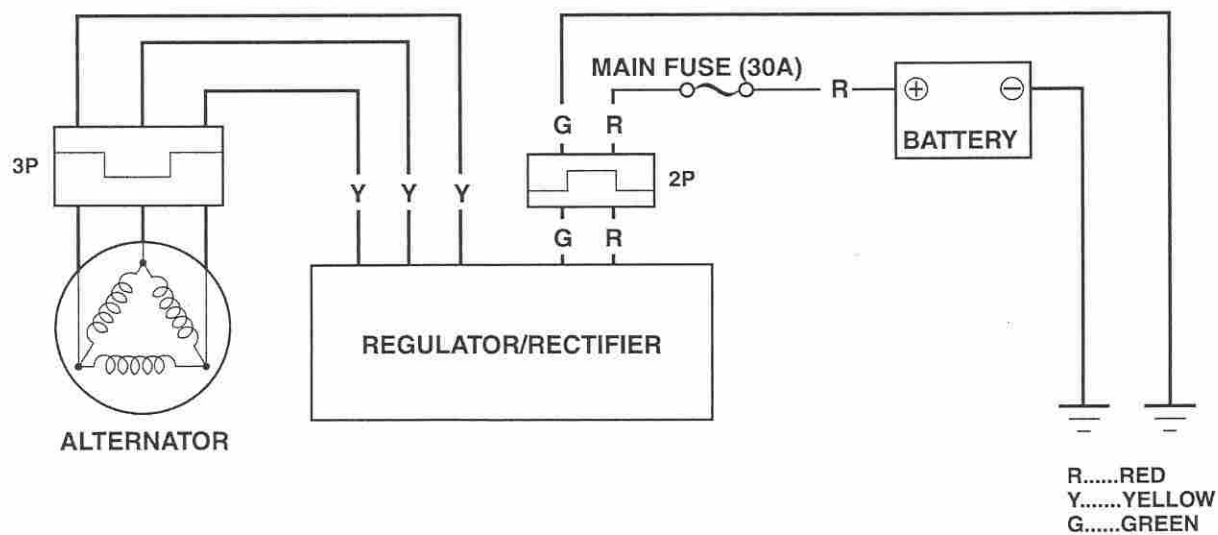 MAIN FUSE (30A)
R
+ −
BATTERY
G R
3P
2P
Y Y Y
G R
REGULATOR/RECTIFIER
ALTERNATOR
R......RED
Y.......YELLOW
G......GREEN